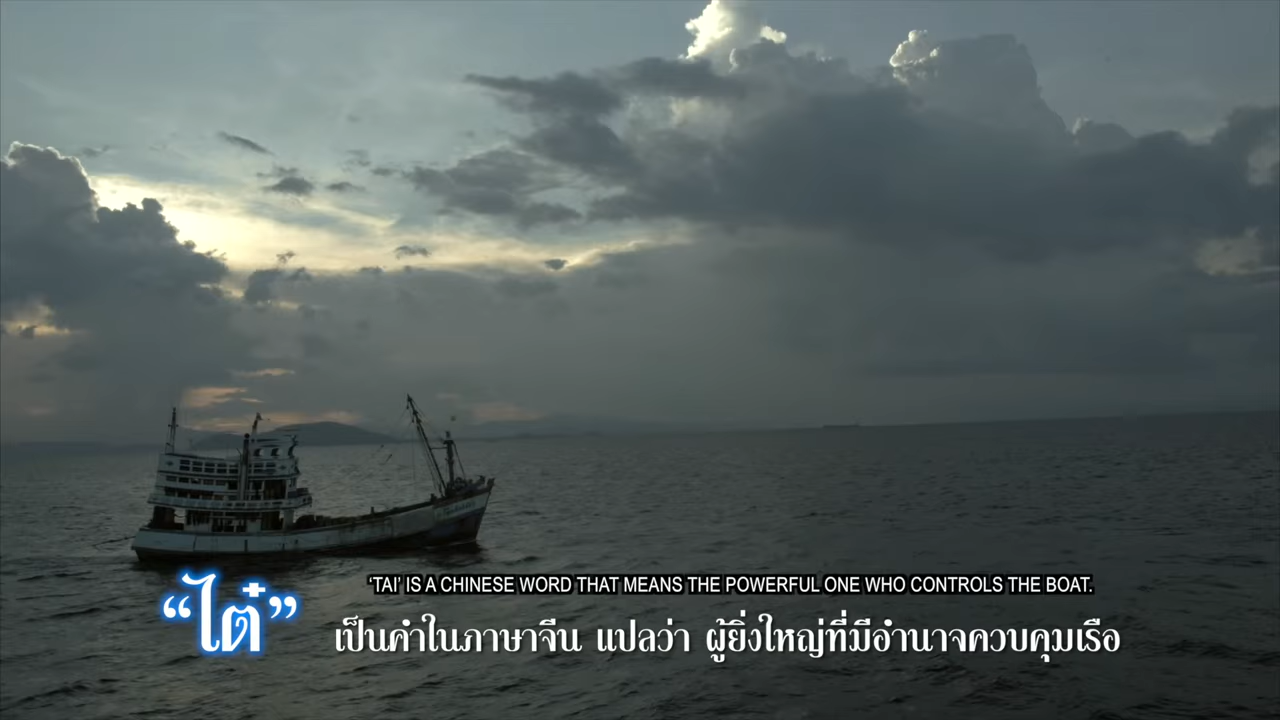 'TAI' IS A CHINESE WORD THAT MEANS THE POWERFUL ONE WHO CONTROLS THE BOAT.
“ไต๋” เป็นคำในภาษาจีน แปลว่า ผู้ยิ่งใหญ่ที่มีอำนาจควบคุมเรือ